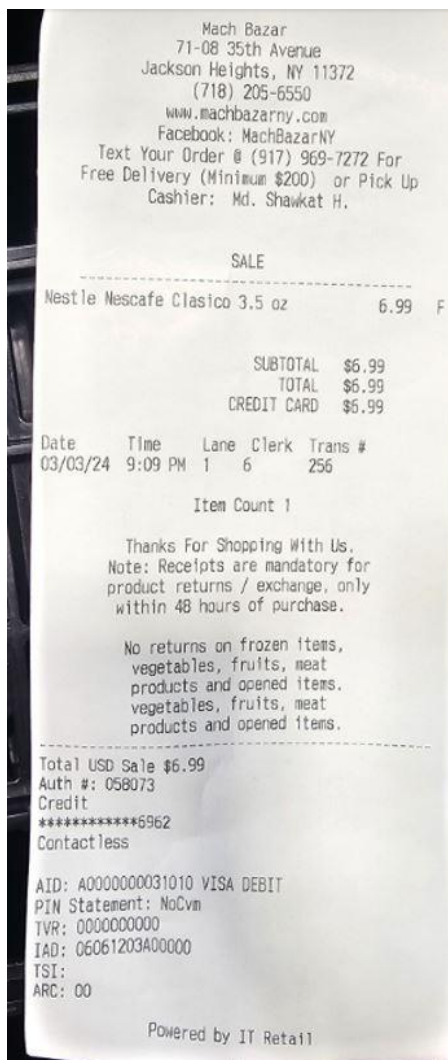 Mach Bazar
71-08 35th Avenue
Jackson Heights, NY 11372
(718) 205-6550
www.machbazarny.com
Facebook: MachBazarNY
Text Your Order @ (917) 969-7272 For
Free Delivery (Minimum $200) or Pick Up
Cashier: Md. Shawkat H.
SALE
Nestle Nescafe Clasico 3.5 oz 6.99 F
SUBTOTAL $6.99
TOTAL $6.99
CREDIT CARD $6.99
Date Time Lane Clerk Trans #
03/03/24 9:09 PM 1 6 256
Item Count 1
Thanks For Shopping With Us.
Note: Receipts are mandatory for
product returns / exchange, only
within 48 hours of purchase.
No returns on frozen items,
vegetables, fruits, meat
products and opened items.
vegetables, fruits, meat
products and opened items.
Total USD Sale $6.99
Auth #: 058073
Credit
************6962
Contactless
AID: A0000000031010 VISA DEBIT
PIN Statement: NoCvm
TVR: 0000000000
IAD: 06061203A00000
TSI:
ARC: 00
Powered by IT Retail